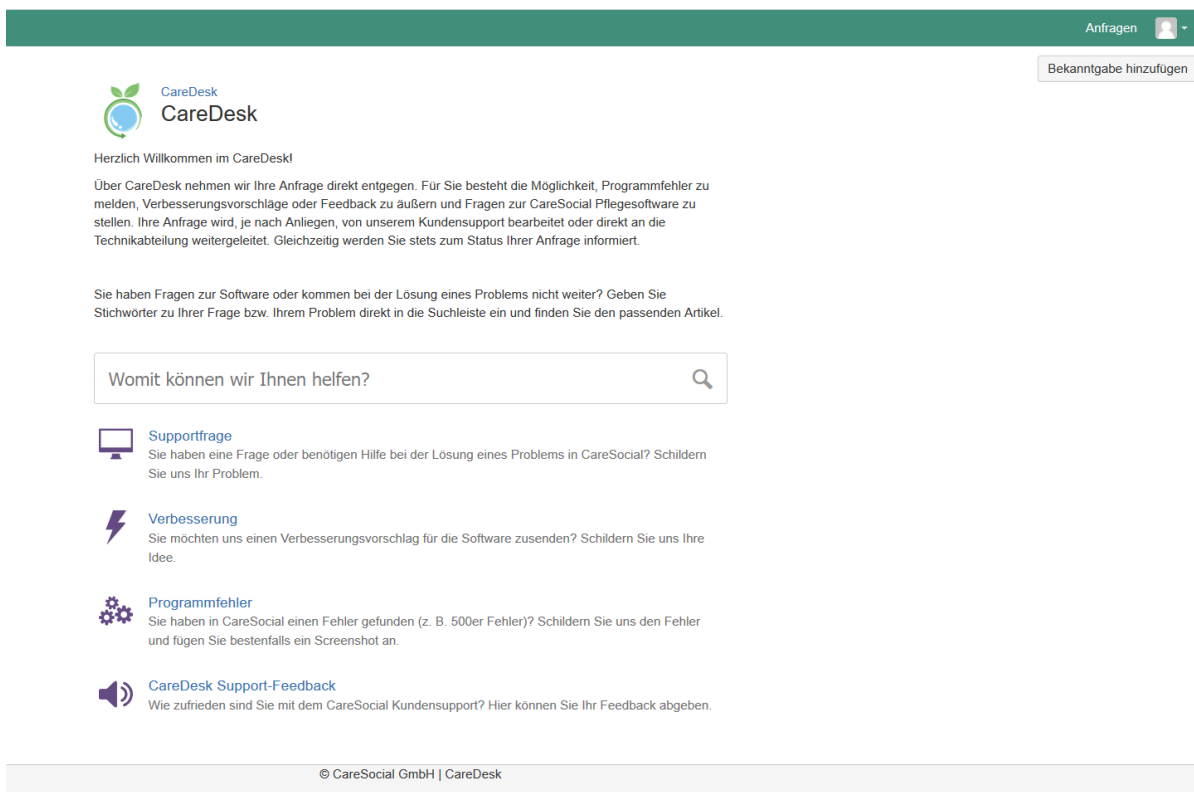 Anfragen
Bekanntgabe hinzufügen
CareDesk
CareDesk
Herzlich Willkommen im CareDesk!
Über CareDesk nehmen wir Ihre Anfrage direkt entgegen. Für Sie besteht die Möglichkeit, Programmfehler zu
melden, Verbesserungsvorschläge oder Feedback zu äußern und Fragen zur CareSocial Pflegesoftware zu
stellen. Ihre Anfrage wird, je nach Anliegen, von unserem Kundensupport bearbeitet oder direkt an die
Technikabteilung weitergeleitet. Gleichzeitig werden Sie stets zum Status Ihrer Anfrage informiert.
Sie haben Fragen zur Software oder kommen bei der Lösung eines Problems nicht weiter? Geben Sie
Stichwörter zu Ihrer Frage bzw. Ihrem Problem direkt in die Suchleiste ein und finden Sie den passenden Artikel.
Womit können wir Ihnen helfen?
Supportfrage
Sie haben eine Frage oder benötigen Hilfe bei der Lösung eines Problems in CareSocial? Schildern
Sie uns Ihr Problem.
Verbesserung
Sie möchten uns einen Verbesserungsvorschlag für die Software zusenden? Schildern Sie uns Ihre
Idee.
Programmfehler
Sie haben in CareSocial einen Fehler gefunden (z. B. 500er Fehler)? Schildern Sie uns den Fehler
und fügen Sie bestenfalls ein Screenshot an.
CareDesk Support-Feedback
Wie zufrieden sind Sie mit dem CareSocial Kundensupport? Hier können Sie Ihr Feedback abgeben.
© CareSocial GmbH | CareDesk